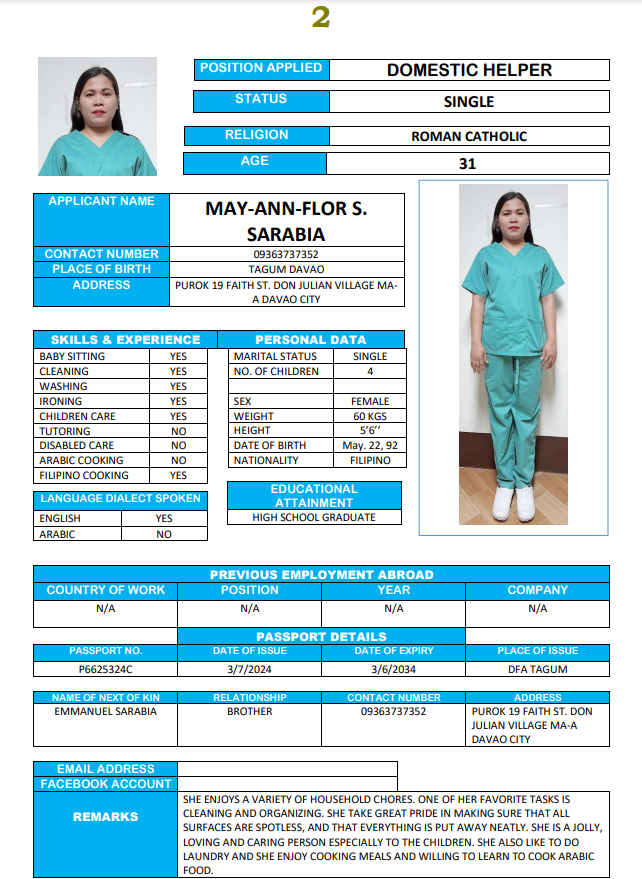 2
POSITION APPLIED DOMESTIC HELPER
STATUS SINGLE
RELIGION ROMAN CATHOLIC
AGE 31
APPLICANT NAME MAY-ANN-FLOR S.
SARABIA
CONTACT NUMBER 09363737352
PLACE OF BIRTH TAGUM DAVAO
ADDRESS PUROK 19 FAITH ST. DON JULIAN VILLAGE MA-
A DAVAO CITY
SKILLS & EXPERIENCE PERSONAL DATA
BABY SITTING YES MARITAL STATUS SINGLE
CLEANING YES NO. OF CHILDREN 4
WASHING YES
IRONING YES SEX FEMALE
CHILDREN CARE YES WEIGHT 60 KGS
TUTORING NO HEIGHT 5’6’’
DISABLED CARE NO DATE OF BIRTH May. 22, 92
ARABIC COOKING NO NATIONALITY FILIPINO
FILIPINO COOKING YES
LANGUAGE DIALECT SPOKEN
ENGLISH YES
ARABIC NO
EDUCATIONAL
ATTAINMENT
HIGH SCHOOL GRADUATE
PREVIOUS EMPLOYMENT ABROAD
COUNTRY OF WORK POSITION YEAR COMPANY
N/A N/A N/A N/A
PASSPORT DETAILS
PASSPORT NO. DATE OF ISSUE DATE OF EXPIRY PLACE OF ISSUE
P6625324C 3/7/2024 3/6/2034 DFA TAGUM
NAME OF NEXT OF KIN RELATIONSHIP CONTACT NUMBER ADDRESS
EMMANUEL SARABIA BROTHER 09363737352 PUROK 19 FAITH ST. DON
JULIAN VILLAGE MA-A
DAVAO CITY
EMAIL ADDRESS
FACEBOOK ACCOUNT
REMARKS
SHE ENJOYS A VARIETY OF HOUSEHOLD CHORES. ONE OF HER FAVORITE TASKS IS
CLEANING AND ORGANIZING. SHE TAKE GREAT PRIDE IN MAKING SURE THAT ALL
SURFACES ARE SPOTLESS, AND THAT EVERYTHING IS PUT AWAY NEATLY. SHE IS A JOLLY,
LOVING AND CARING PERSON ESPECIALLY TO THE CHILDREN. SHE ALSO LIKE TO DO
LAUNDRY AND SHE ENJOY COOKING MEALS AND WILLING TO LEARN TO COOK ARABIC
FOOD.